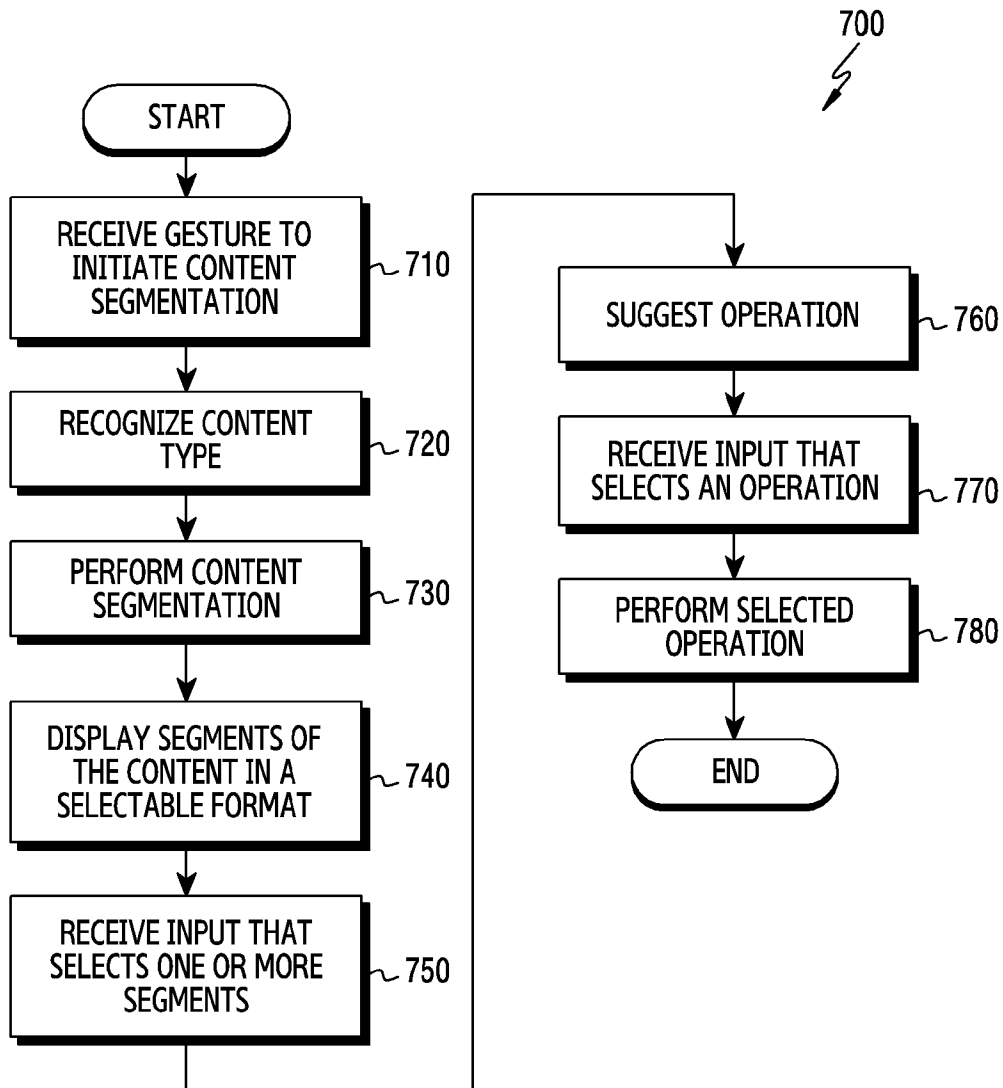 700
START
RECEIVE GESTURE TO
INITIATE CONTENT
SEGMENTATION
710
RECOGNIZE CONTENT
TYPE
720
PERFORM CONTENT
SEGMENTATION
730
DISPLAY SEGMENTS OF
THE CONTENT IN A
SELECTABLE FORMAT
740
RECEIVE INPUT THAT
SELECTS ONE OR MORE
SEGMENTS
750
SUGGEST OPERATION
760
RECEIVE INPUT THAT
SELECTS AN OPERATION
770
PERFORM SELECTED
OPERATION
780
END